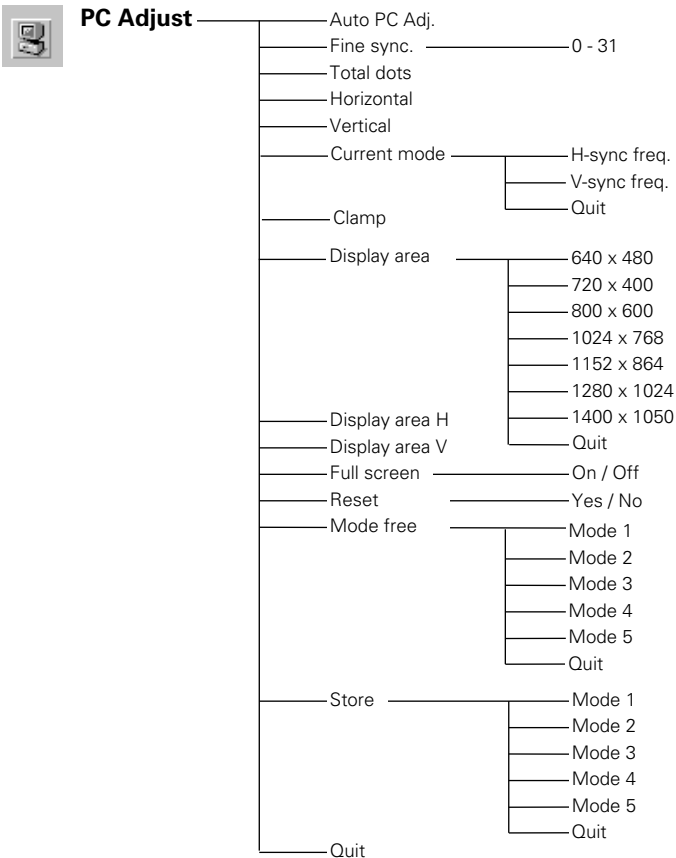 PC Adjust
Auto PC Adj.
Fine sync.
0 - 31
Total dots
Horizontal
Vertical
Current mode
H-sync freq.
V-sync freq.
Quit
Clamp
Display area
640 x 480
720 x 400
800 x 600
1024 x 768
1152 x 864
1280 x 1024
1400 x 1050
Quit
Display area H
Display area V
Full screen
On / Off
Reset
Yes / No
Mode free
Mode 1
Mode 2
Mode 3
Mode 4
Mode 5
Quit
Store
Mode 1
Mode 2
Mode 3
Mode 4
Mode 5
Quit
Quit